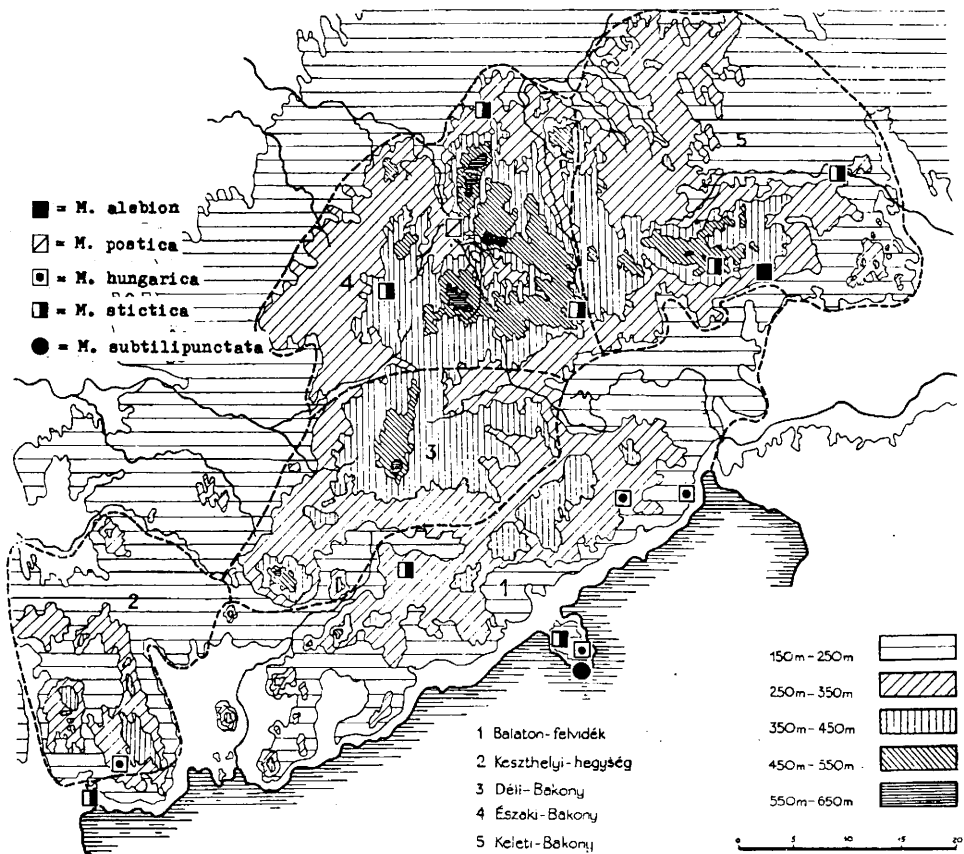 5
■ = M. alebion
= M. postica
= M. hungarica
4
= M. stictica
● = M. subtilipunctata
3
2
1
150m-250m
250m-350m
350m-450m
450m-550m
550m-650m
1 Balaton-felvidék
2 Keszthelyi-hegység
3 Déli-Bakony
4 Északi-Bakony
5 Keleti-Bakony
0 5 10 15 20